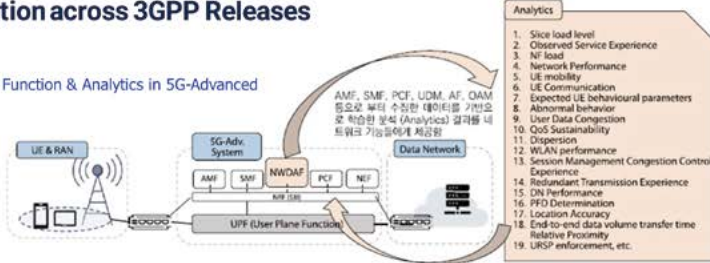 tion across 3GPP Releases
Function & Analytics in 5G-Advanced
AMF, SMF, PCF, UDM, AF, OAM
등으로 부터 수집한 데이터를 기반으
로 학습한 분석 (Analytics) 결과를 네
트워크 기능들에게 제공함
UE & RAN
5G-Adv.
System
Data Network
AMF
SMF
NWDAF
PCF
NEF
UPF (User Plane Function)
Analytics
1. Slice load level
2. Observed Service Experience
3. NF load
4. Network Performance
5. UE mobility
6. UE Communication
7. Expected UE behavioural parameters
8. Abnormal behavior
9. User Data Congestion
10. QoS Sustainability
11. Dispersion
12. WLAN performance
13. Session Management Congestion Control
Experience
14. Redundant Transmission Experience
15. DN Performance
16. PFD Determination
17. Location Accuracy
18. End-to-end data volume transfer time
Relative Proximity
19. URSP enforcement, etc.